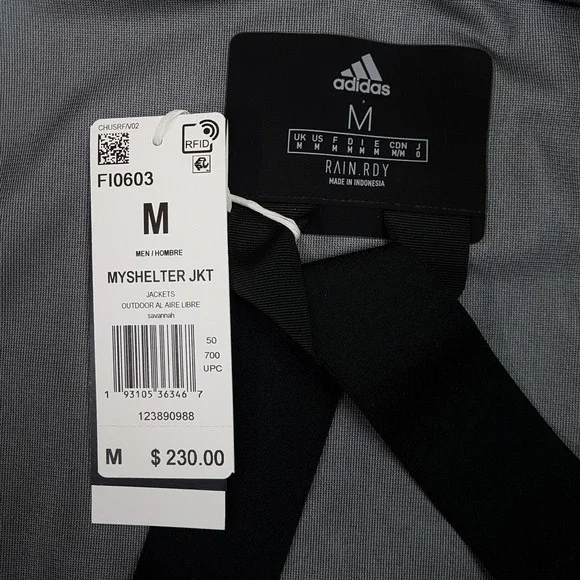 CHUSRF/V02
RFID
FI0603
M
MEN / HOMBRE
MYSHELTER JKT
JACKETS
OUTDOOR AL AIRE LIBRE
savannah
50
700
UPC
1 93105 36346 7
123890988
M $ 230.00
adidas
M
UK US F D I E CDN J
M M M M M M M/M O
RAIN.RDY
MADE IN INDONESIA